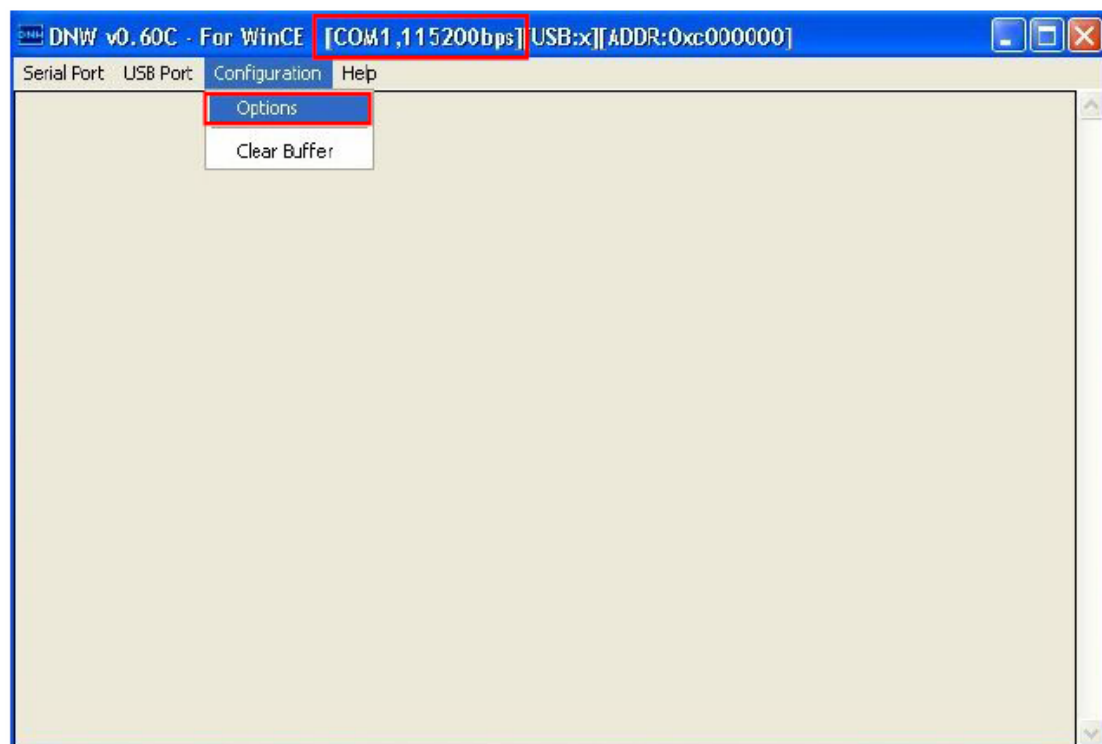 DNW v0.60C - For WinCE [COM1,115200bps][USB:x][ADDR:0xc000000]
Serial Port USB Port Configuration Help
Options
Clear Buffer